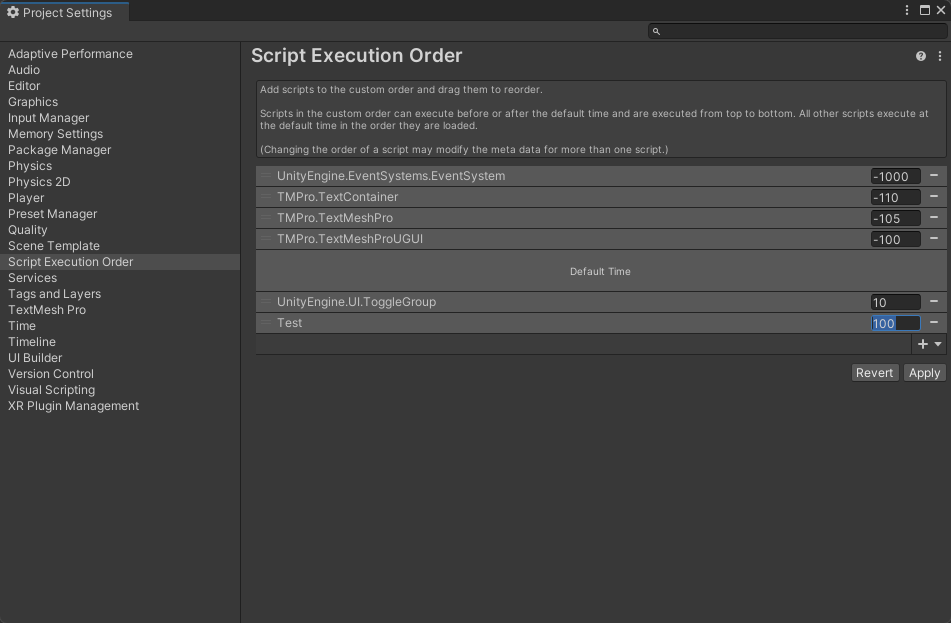 Project Settings
Adaptive Performance
Audio
Editor
Graphics
Input Manager
Memory Settings
Package Manager
Physics
Physics 2D
Player
Preset Manager
Quality
Scene Template
Script Execution Order
Services
Tags and Layers
TextMesh Pro
Time
Timeline
UI Builder
Version Control
Visual Scripting
XR Plugin Management
Script Execution Order
Add scripts to the custom order and drag them to reorder.
Scripts in the custom order can execute before or after the default time and are executed from top to bottom. All other scripts execute at
the default time in the order they are loaded.
(Changing the order of a script may modify the meta data for more than one script.)
UnityEngine.EventSystems.EventSystem -1000
TMPro.TextContainer -110
TMPro.TextMeshPro -105
TMPro.TextMeshProUGUI -100
Default Time
UnityEngine.UI.ToggleGroup 10
Test 100
Revert Apply